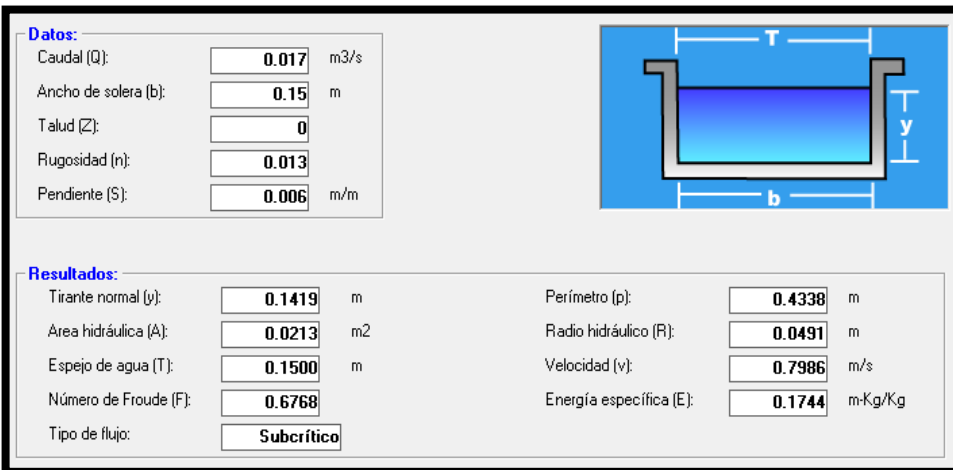 Datos:
Caudal (Q): 0.017 m3/s
Ancho de solera (b): 0.15 m
Talud (Z): 0
Rugosidad (n): 0.013
Pendiente (S): 0.006 m/m
T
y
b
Resultados:
Tirante normal (y): 0.1419 m Perímetro (p): 0.4338 m
Area hidráulica (A): 0.0213 m2 Radio hidráulico (R): 0.0491 m
Espejo de agua (T): 0.1500 m Velocidad (v): 0.7986 m/s
Número de Froude (F): 0.6768 Energía específica (E): 0.1744 m-Kg/Kg
Tipo de flujo: Subcrítico